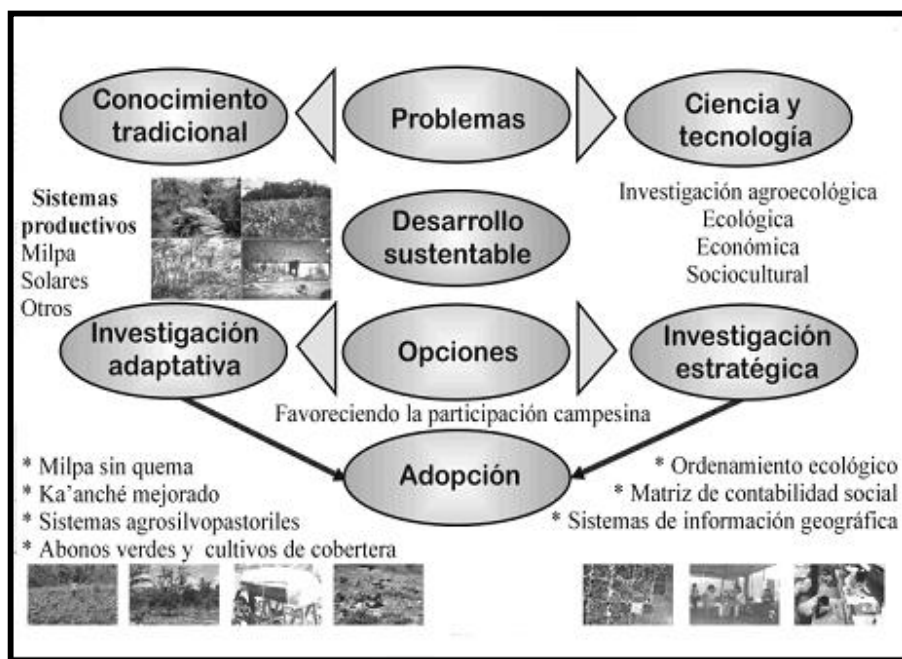 Conocimiento
tradicional
Problemas
Ciencia y
tecnología
Sistemas
productivos
Milpa
Solares
Otros
Desarrollo
sustentable
Investigación agroecológica
Ecológica
Económica
Sociocultural
Investigación
adaptativa
Opciones
Investigación
estratégica
Favoreciendo la participación campesina
Adopción
* Milpa sin quema
* Ka'anché mejorado
* Sistemas agrosilvopastoriles
* Abonos verdes y cultivos de cobertera
* Ordenamiento ecológico
* Matriz de contabilidad social
* Sistemas de información geográfica